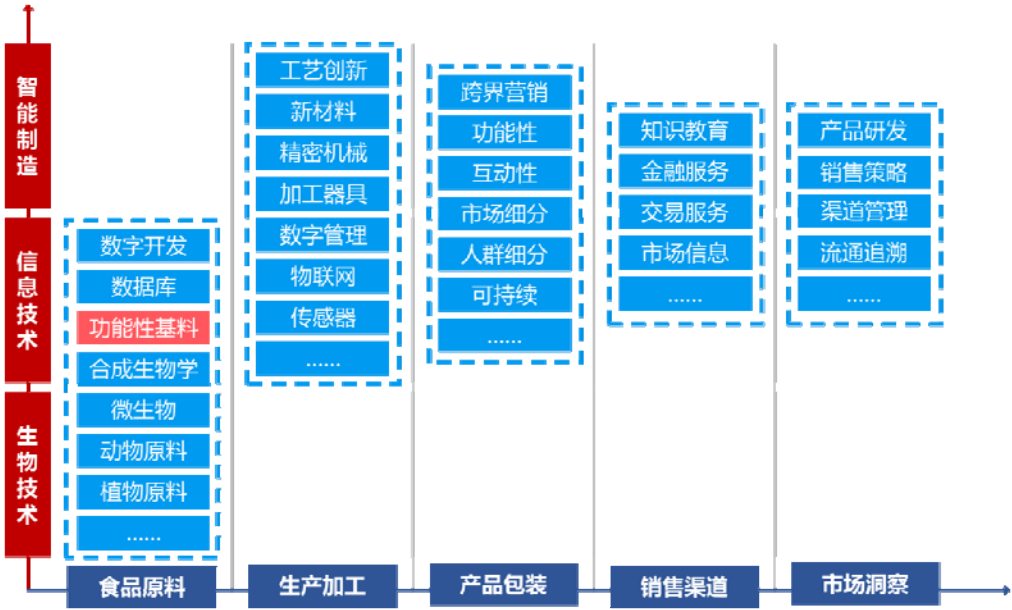 智能制造
信息技术
生物技术
数字开发
数据库
功能性基料
合成生物学
微生物
动物原料
植物原料
......
食品原料
工艺创新
新材料
精密机械
加工器具
数字管理
物联网
传感器
......
生产加工
跨界营销
功能性
互动性
市场细分
人群细分
可持续
......
产品包装
知识教育
金融服务
交易服务
市场信息
......
销售渠道
产品研发
销售策略
渠道管理
流通追溯
......
市场洞察